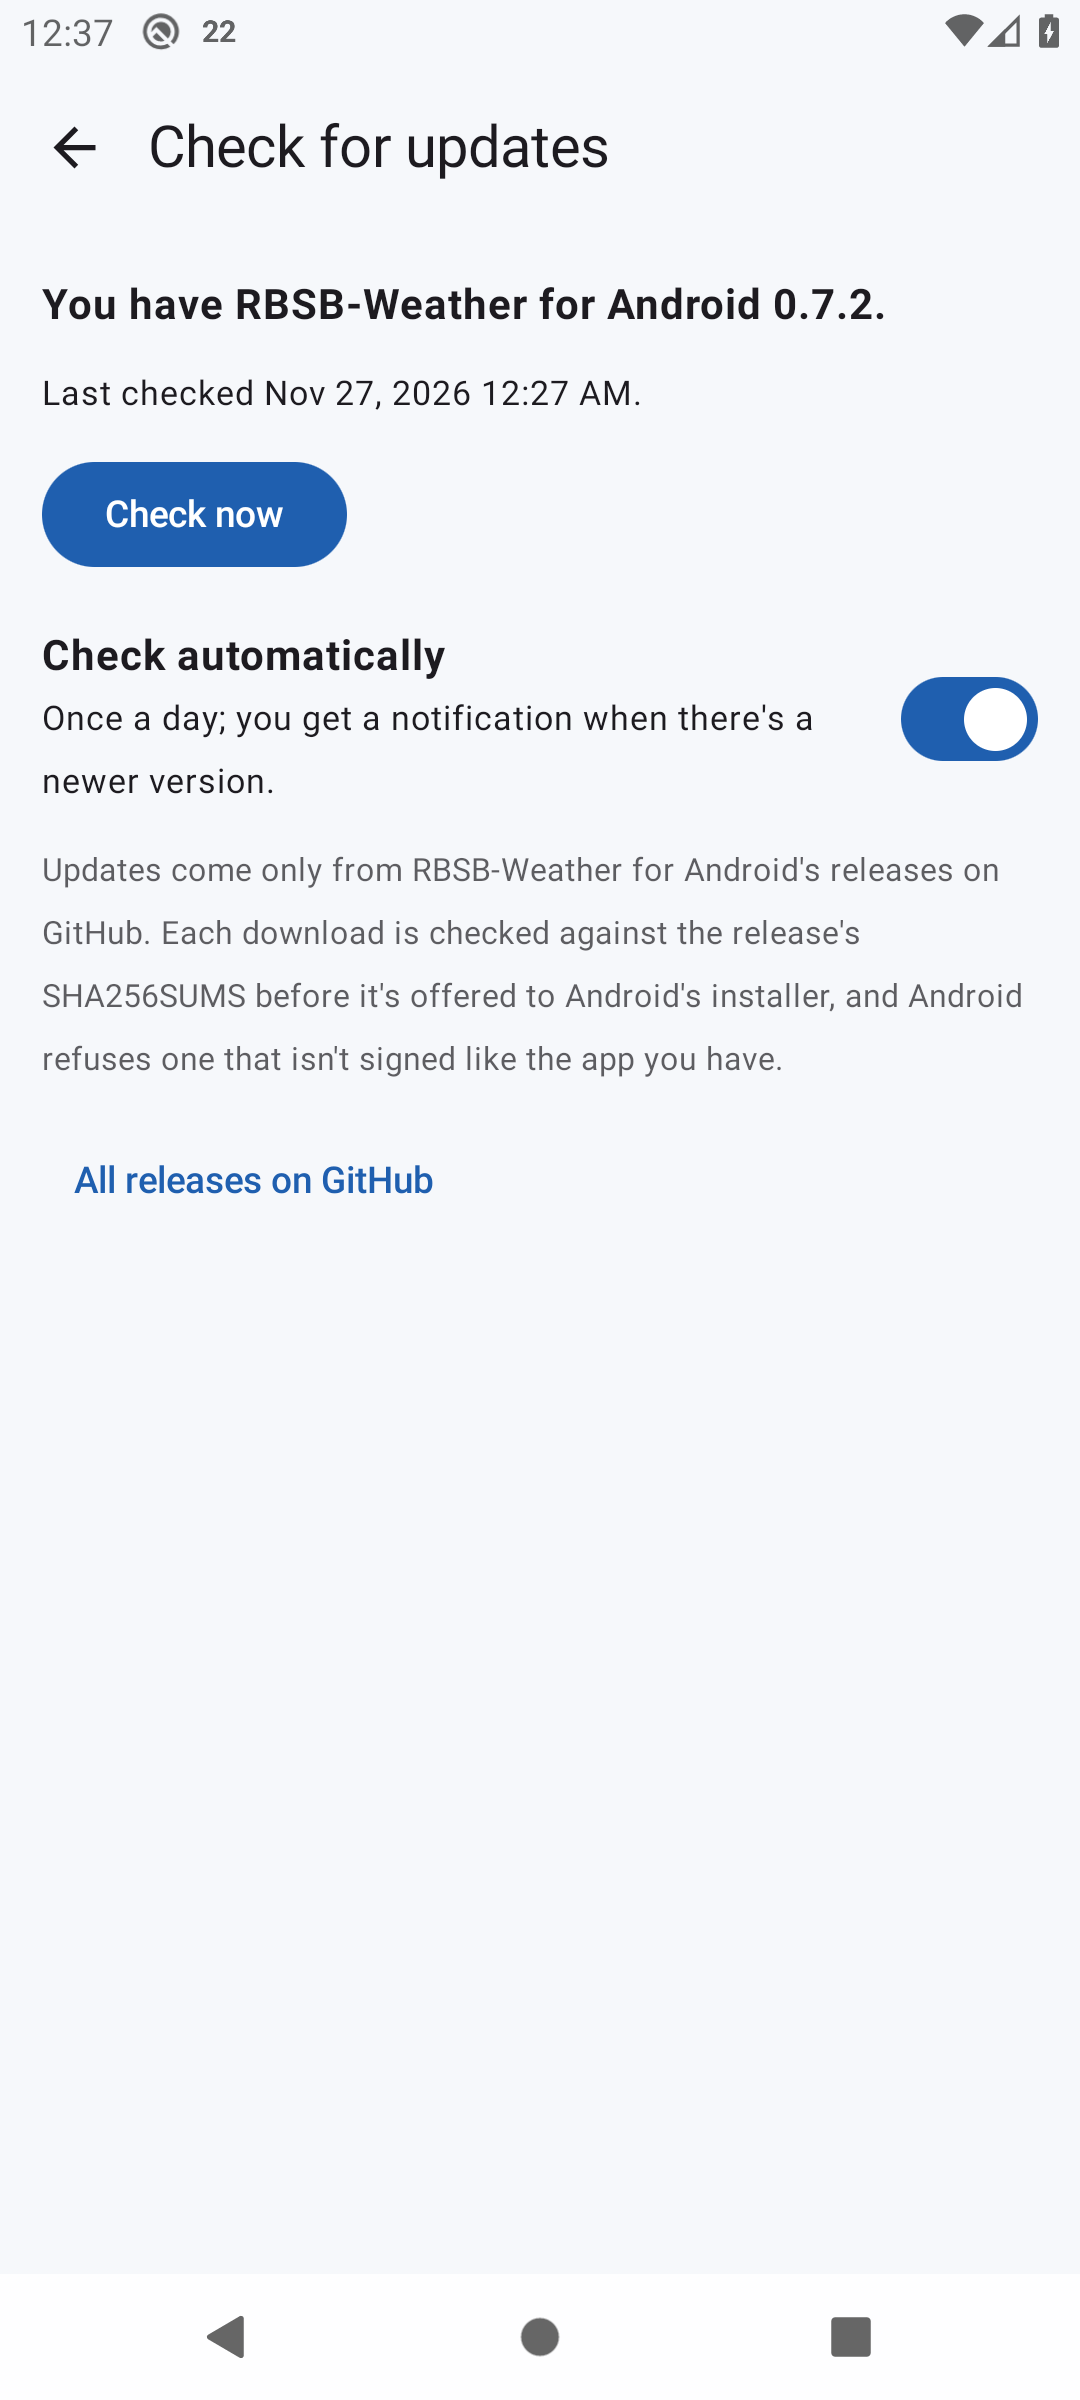 12:37 22
Check for updates
You have RBSB-Weather for Android 0.7.2.
Last checked Nov 27, 2026 12:27 AM.
Check now
Check automatically
Once a day; you get a notification when there's a
newer version.
Updates come only from RBSB-Weather for Android's releases on
GitHub. Each download is checked against the release's
SHA256SUMS before it's offered to Android's installer, and Android
refuses one that isn't signed like the app you have.
All releases on GitHub